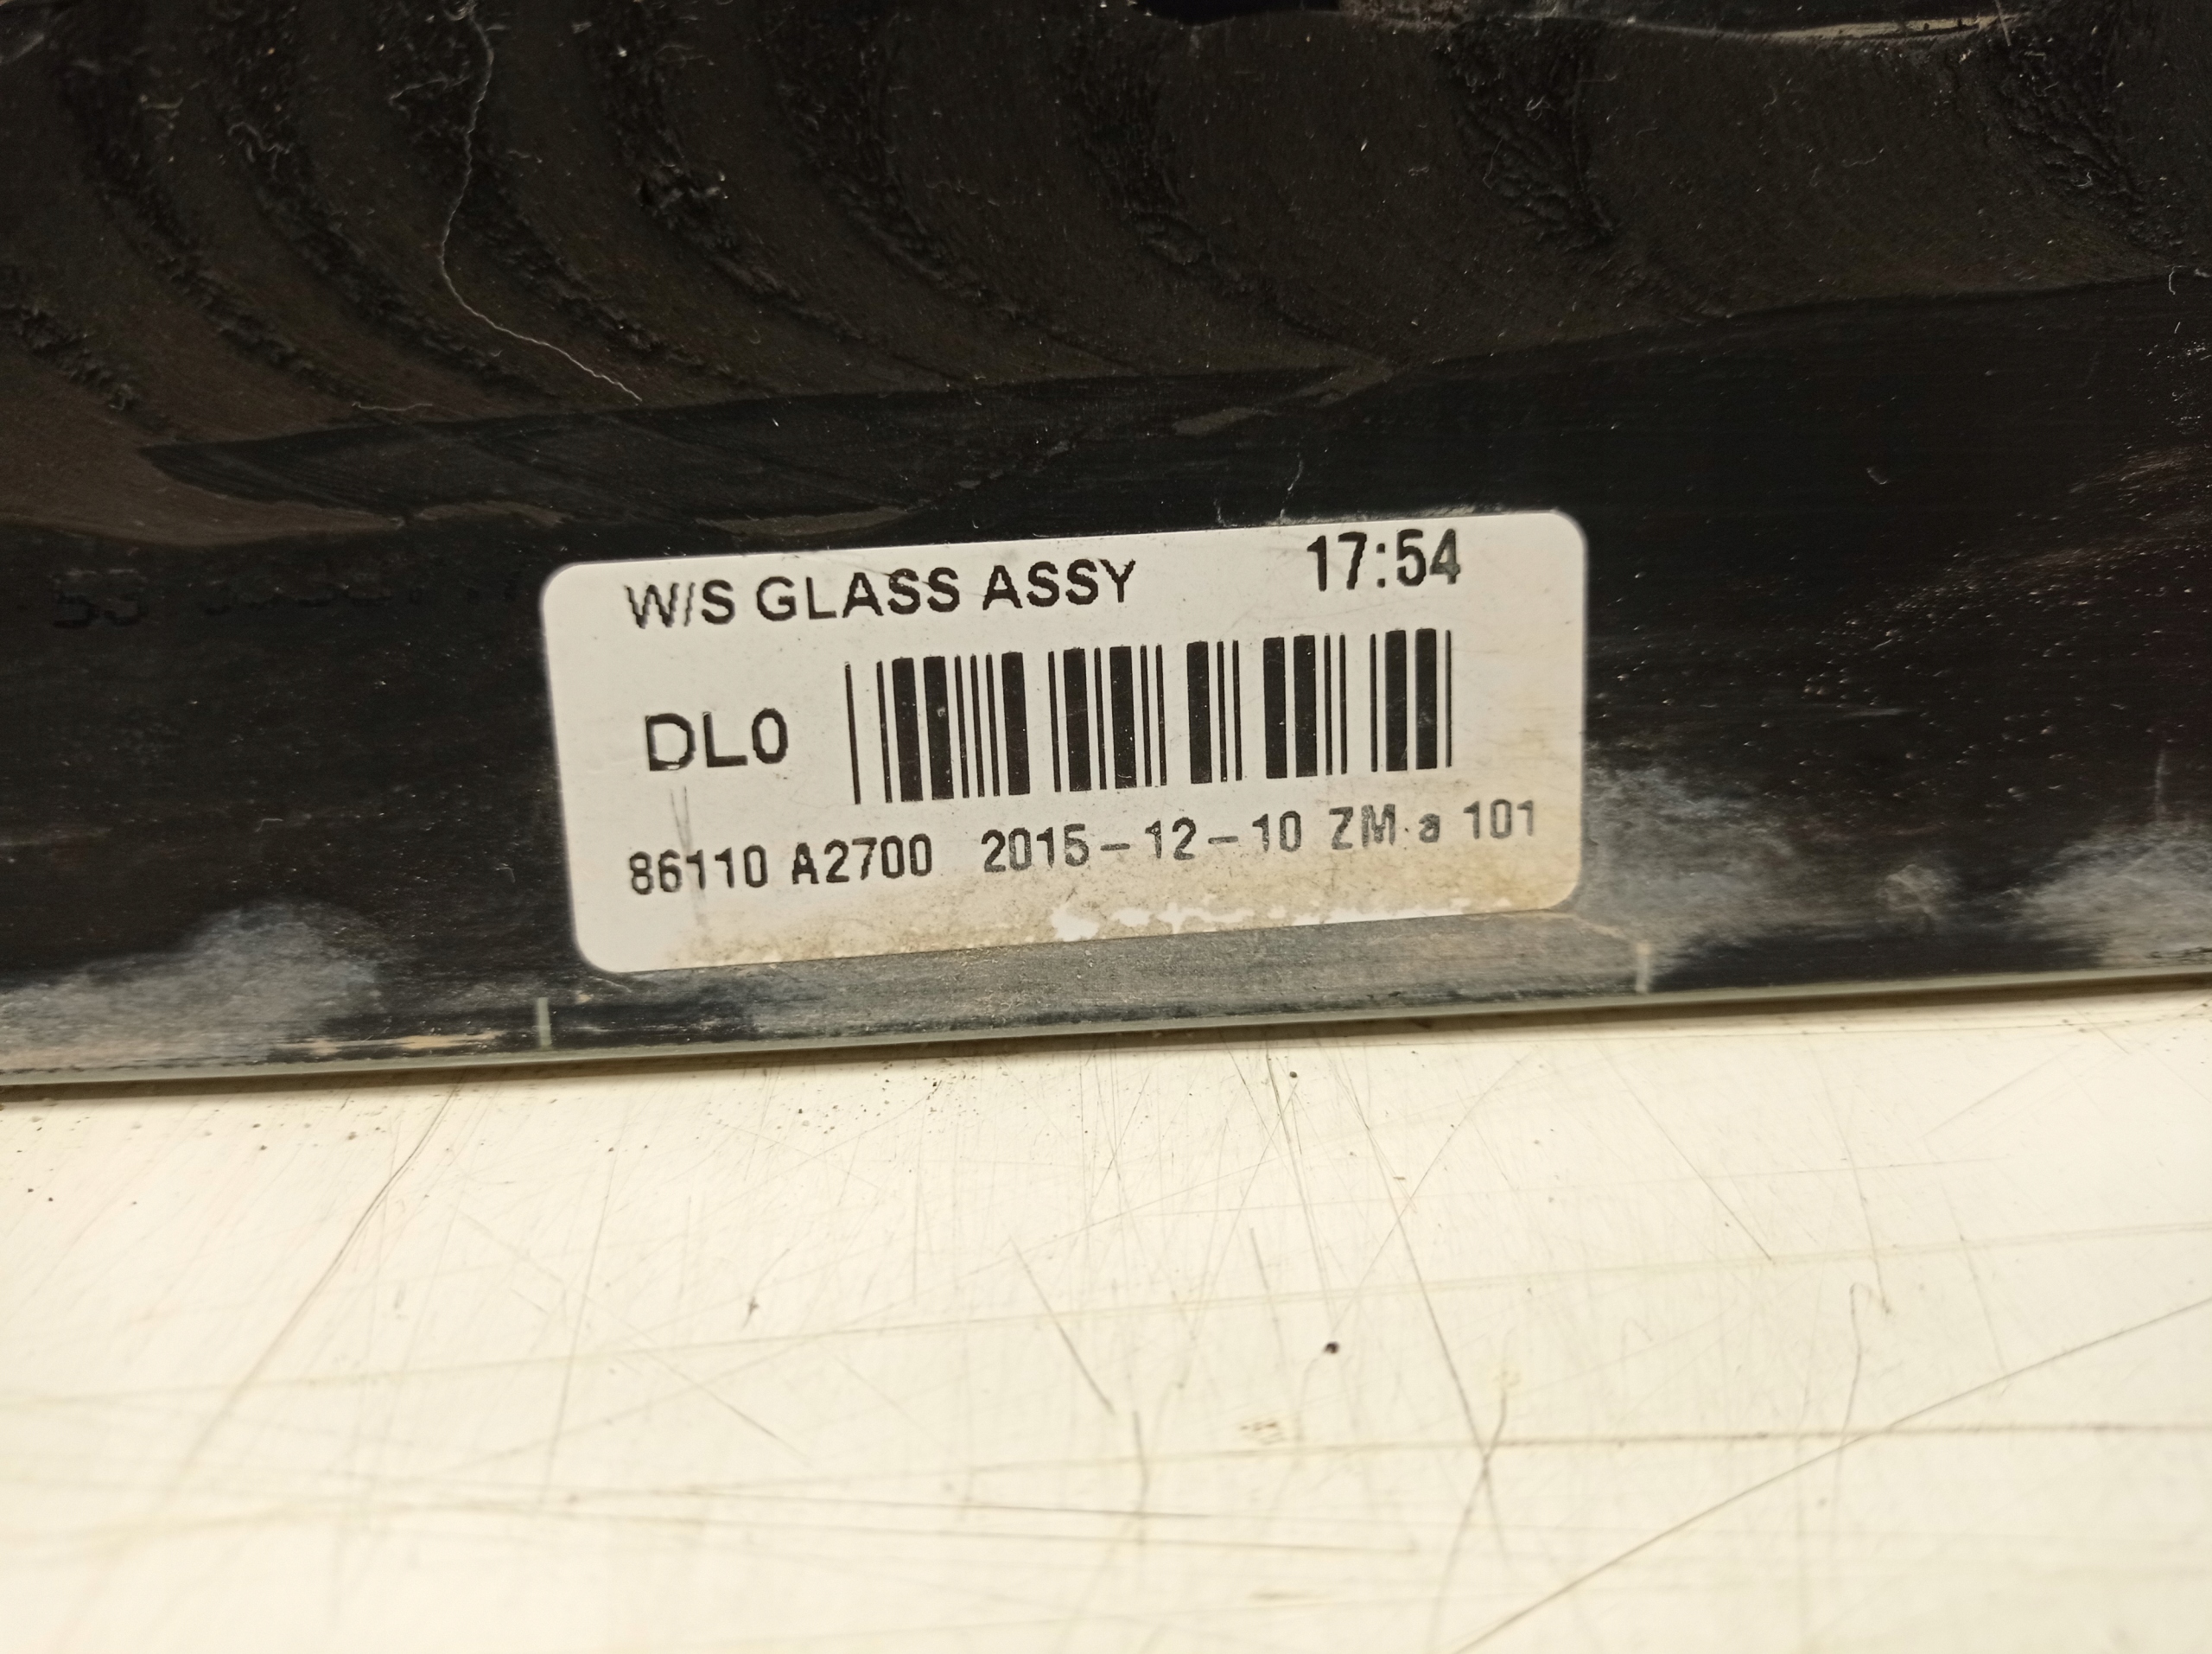 W/S GLASS ASSY 17:54
DL0
86110 A2700 2015-12-10 ZM a 101